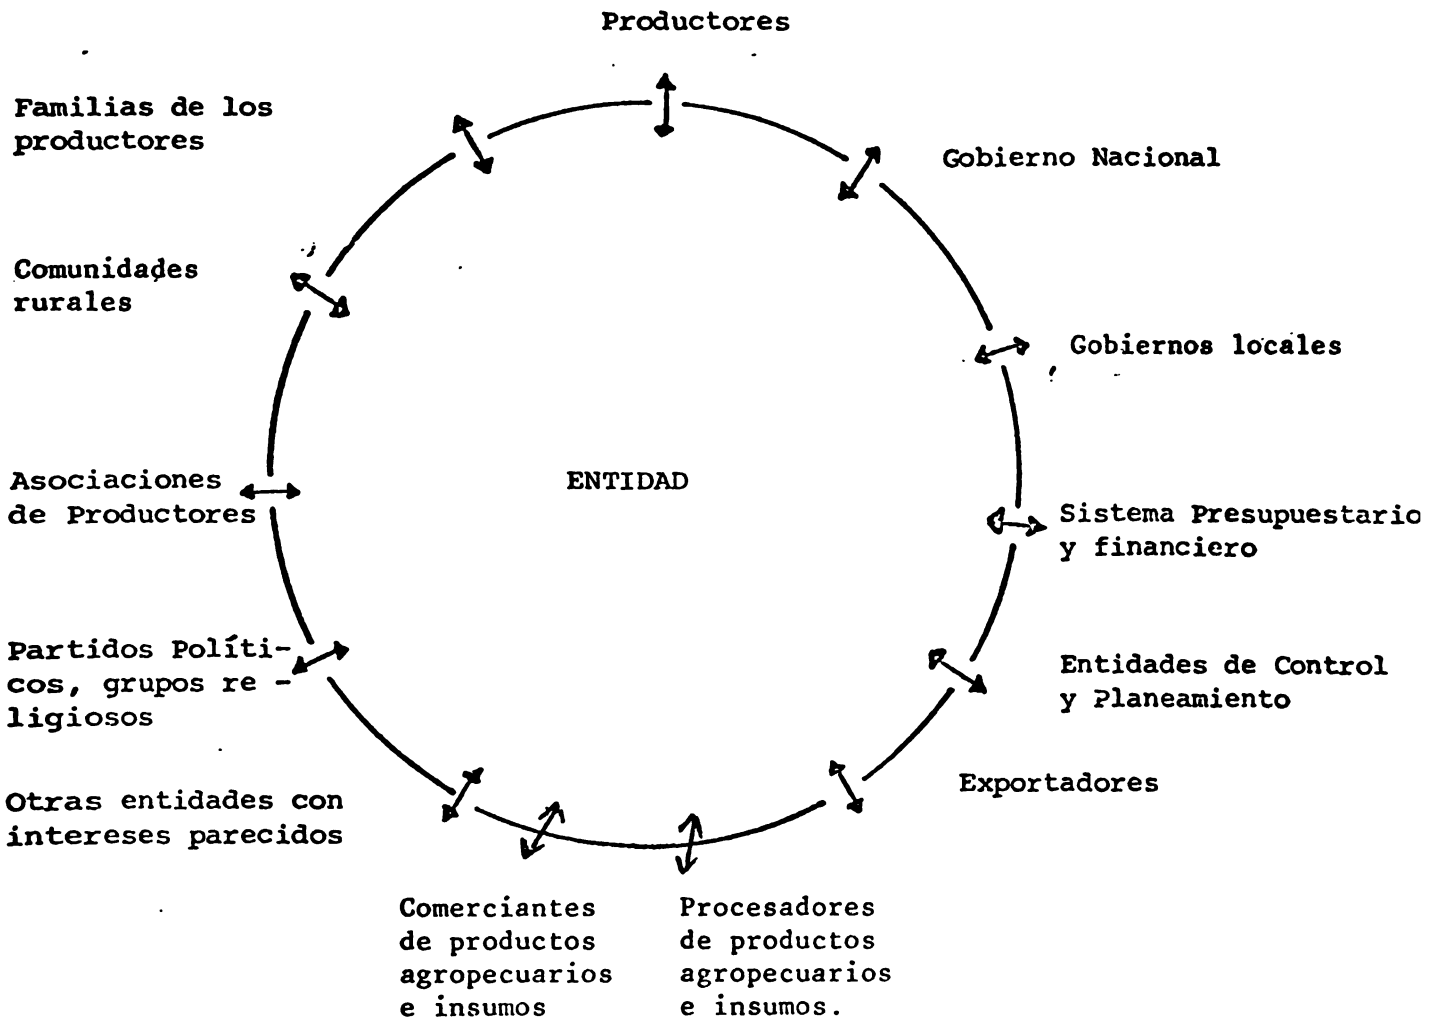 Productores
Familias de los
productores
Gobierno Nacional
Comunidades
rurales
Gobiernos locales
Asociaciones
de Productores
ENTIDAD
Sistema Presupuestario
y financiero
Partidos Políti-
cos, grupos re -
ligiosos
Entidades de Control
y Planeamiento
Exportadores
Otras entidades con
intereses parecidos
Comerciantes
de productos
agropecuarios
e insumos
Procesadores
de productos
agropecuarios
e insumos.